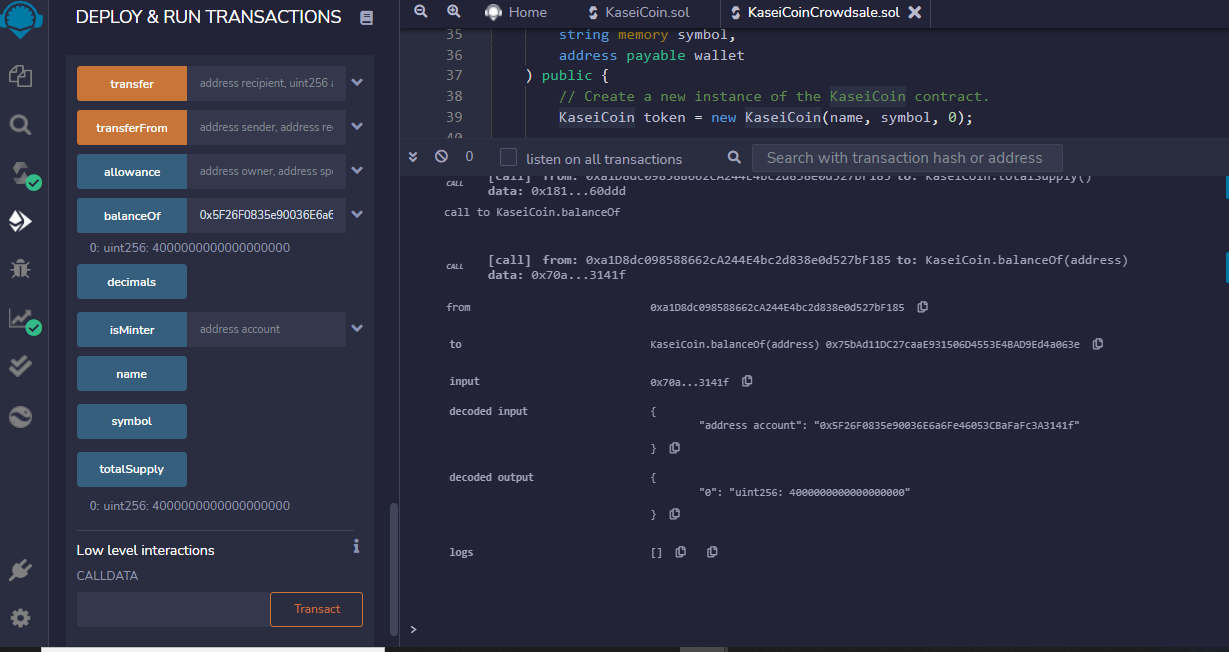 DEPLOY & RUN TRANSACTIONS
transfer
address recipient, uint256 a
transferFrom
address sender, address re
allowance
address owner, address spe
balanceOf
0x5F26F0835e90036E6a6
0: uint256: 4000000000000000000
decimals
isMinter
address account
name
symbol
totalSupply
0: uint256: 4000000000000000000
Low level interactions
CALLDATA
Transact
Home
KaseiCoin.sol
KaseiCoinCrowdsale.sol
35 string memory symbol,
36 address payable wallet
37 ) public {
38 // Create a new instance of the KaseiCoin contract.
39 KaseiCoin token = new KaseiCoin(name, symbol, 0);
40
0
listen on all transactions
Search with transaction hash or address
CALL [call] from: 0xa1D8dc098588662cA244E4bc2d838e0d527bF185 to: KaseiCoin.totalSupply()
data: 0x181...60ddd
call to KaseiCoin.balanceOf
CALL [call] from: 0xa1D8dc098588662cA244E4bc2d838e0d527bF185 to: KaseiCoin.balanceOf(address)
data: 0x70a...3141f
from 0xa1D8dc098588662cA244E4bc2d838e0d527bF185
to KaseiCoin.balanceOf(address) 0x75bAd11DC27caaE931506D4553E4BAD9Ed4a063e
input 0x70a...3141f
decoded input {
"address account": "0x5F26F0835e90036E6a6Fe46053CBaFaFc3A3141f"
}
decoded output {
"0": "uint256: 4000000000000000000"
}
logs []
>